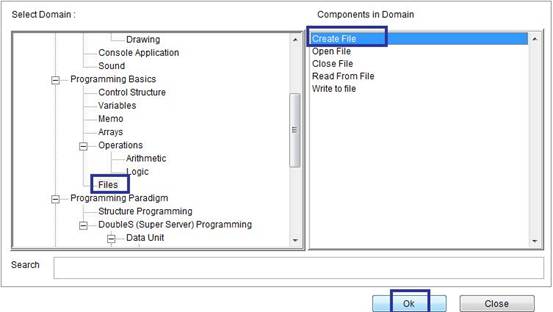 Select Domain :
Components in Domain
Drawing
Console Application
Sound
Programming Basics
Control Structure
Variables
Memo
Arrays
Operations
Arithmetic
Logic
Files
Programming Paradigm
Structure Programming
DoubleS (Super Server) Programming
Data Unit
Create File
Open File
Close File
Read From File
Write to file
Search
Ok
Close